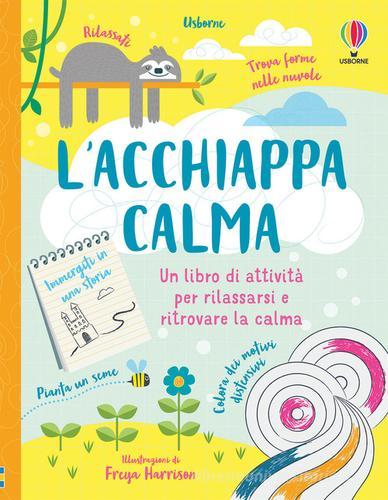 Usborne
Rilassati
USBORNE
Trova forme
nelle nuvole
L'ACCHIAPPA
CALMA
Immergiti in
una storia
Un libro di attività
per rilassarsi e
ritrovare la calma
Pianta un seme
Colora dei motivi
distensivi
Illustrazioni di
Freya Harrison